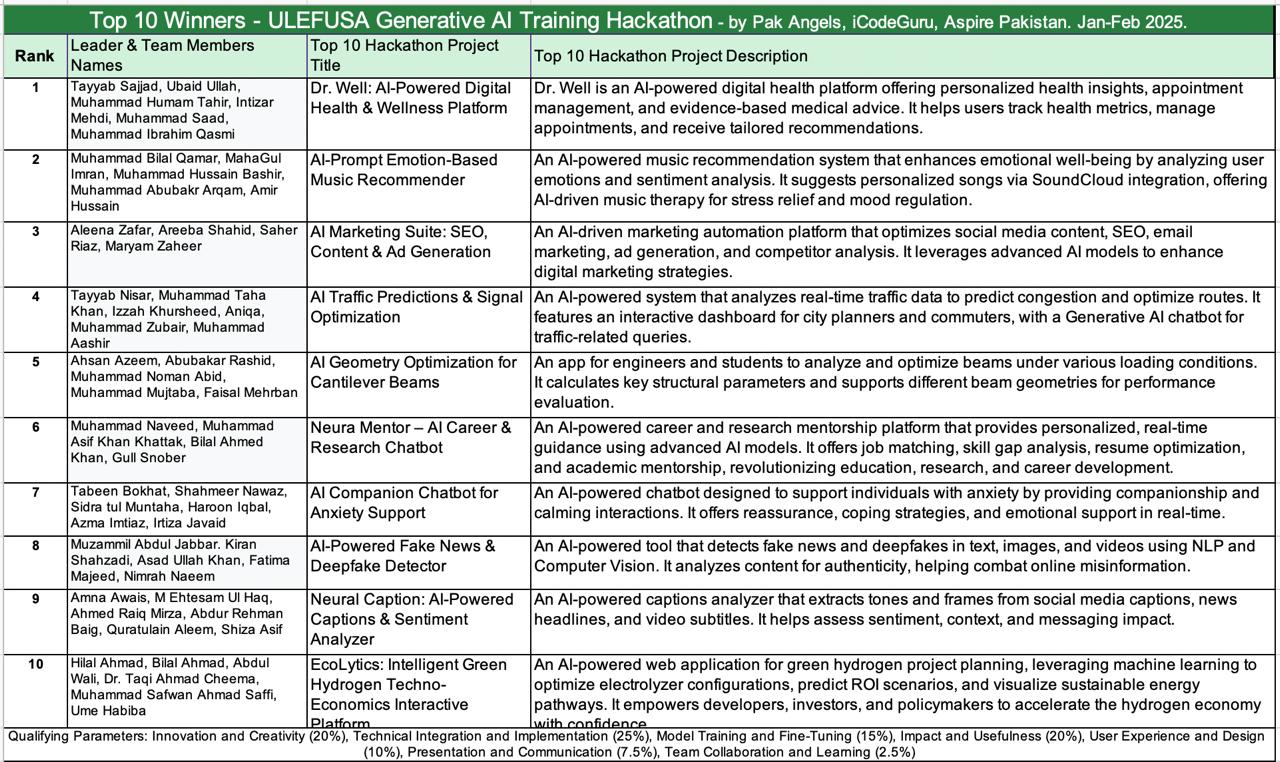 Top 10 Winners - ULEFUSA Generative AI Training Hackathon - by Pak Angels, iCodeGuru, Aspire Pakistan. Jan-Feb 2025.
Rank
Leader & Team Members
Names
Top 10 Hackathon Project
Title
Top 10 Hackathon Project Description
1
Tayyab Sajjad, Ubaid Ullah,
Muhammad Humam Tahir, Intizar
Mehdi, Muhammad Saad,
Muhammad Ibrahim Qasmi
Dr. Well: AI-Powered Digital
Health & Wellness Platform
Dr. Well is an AI-powered digital health platform offering personalized health insights, appointment
management, and evidence-based medical advice. It helps users track health metrics, manage
appointments, and receive tailored recommendations.
2
Muhammad Bilal Qamar, MahaGul
Imran, Muhammad Hussain Bashir,
Muhammad Abubakr Arqam, Amir
Hussain
AI-Prompt Emotion-Based
Music Recommender
An AI-powered music recommendation system that enhances emotional well-being by analyzing user
emotions and sentiment analysis. It suggests personalized songs via SoundCloud integration, offering
AI-driven music therapy for stress relief and mood regulation.
3
Aleena Zafar, Areeba Shahid, Saher
Riaz, Maryam Zaheer
AI Marketing Suite: SEO,
Content & Ad Generation
An AI-driven marketing automation platform that optimizes social media content, SEO, email
marketing, ad generation, and competitor analysis. It leverages advanced AI models to enhance
digital marketing strategies.
4
Tayyab Nisar, Muhammad Taha
Khan, Izzah Khursheed, Aniqa,
Muhammad Zubair, Muhammad
Aashir
AI Traffic Predictions & Signal
Optimization
An AI-powered system that analyzes real-time traffic data to predict congestion and optimize routes. It
features an interactive dashboard for city planners and commuters, with a Generative AI chatbot for
traffic-related queries.
5
Ahsan Azeem, Abubakar Rashid,
Muhammad Noman Abid,
Muhammad Mujtaba, Faisal Mehrban
AI Geometry Optimization for
Cantilever Beams
An app for engineers and students to analyze and optimize beams under various loading conditions.
It calculates key structural parameters and supports different beam geometries for performance
evaluation.
6
Muhammad Naveed, Muhammad
Asif Khan Khattak, Bilal Ahmed
Khan, Gull Snober
Neura Mentor – AI Career &
Research Chatbot
An AI-powered career and research mentorship platform that provides personalized, real-time
guidance using advanced AI models. It offers job matching, skill gap analysis, resume optimization,
and academic mentorship, revolutionizing education, research, and career development.
7
Tabeen Bokhat, Shahmeer Nawaz,
Sidra tul Muntaha, Haroon Iqbal,
Azma Imtiaz, Irtiza Javaid
AI Companion Chatbot for
Anxiety Support
An AI-powered chatbot designed to support individuals with anxiety by providing companionship and
calming interactions. It offers reassurance, coping strategies, and emotional support in real-time.
8
Muzammil Abdul Jabbar. Kiran
Shahzadi, Asad Ullah Khan, Fatima
Majeed, Nimrah Naeem
AI-Powered Fake News &
Deepfake Detector
An AI-powered tool that detects fake news and deepfakes in text, images, and videos using NLP and
Computer Vision. It analyzes content for authenticity, helping combat online misinformation.
9
Amna Awais, M Ehtesam Ul Haq,
Ahmed Raiq Mirza, Abdur Rehman
Baig, Quratulain Aleem, Shiza Asif
Neural Caption: AI-Powered
Captions & Sentiment
Analyzer
An AI-powered captions analyzer that extracts tones and frames from social media captions, news
headlines, and video subtitles. It helps assess sentiment, context, and messaging impact.
10
Hilal Ahmad, Bilal Ahmad, Abdul
Wali, Dr. Taqi Ahmad Cheema,
Muhammad Safwan Ahmad Saffi,
Ume Habiba
EcoLytics: Intelligent Green
Hydrogen Techno-
Economics Interactive
Platform
An AI-powered web application for green hydrogen project planning, leveraging machine learning to
optimize electrolyzer configurations, predict ROI scenarios, and visualize sustainable energy
pathways. It empowers developers, investors, and policymakers to accelerate the hydrogen economy
with confidence.
Qualifying Parameters: Innovation and Creativity (20%), Technical Integration and Implementation (25%), Model Training and Fine-Tuning (15%), Impact and Usefulness (20%), User Experience and Design
(10%), Presentation and Communication (7.5%), Team Collaboration and Learning (2.5%)